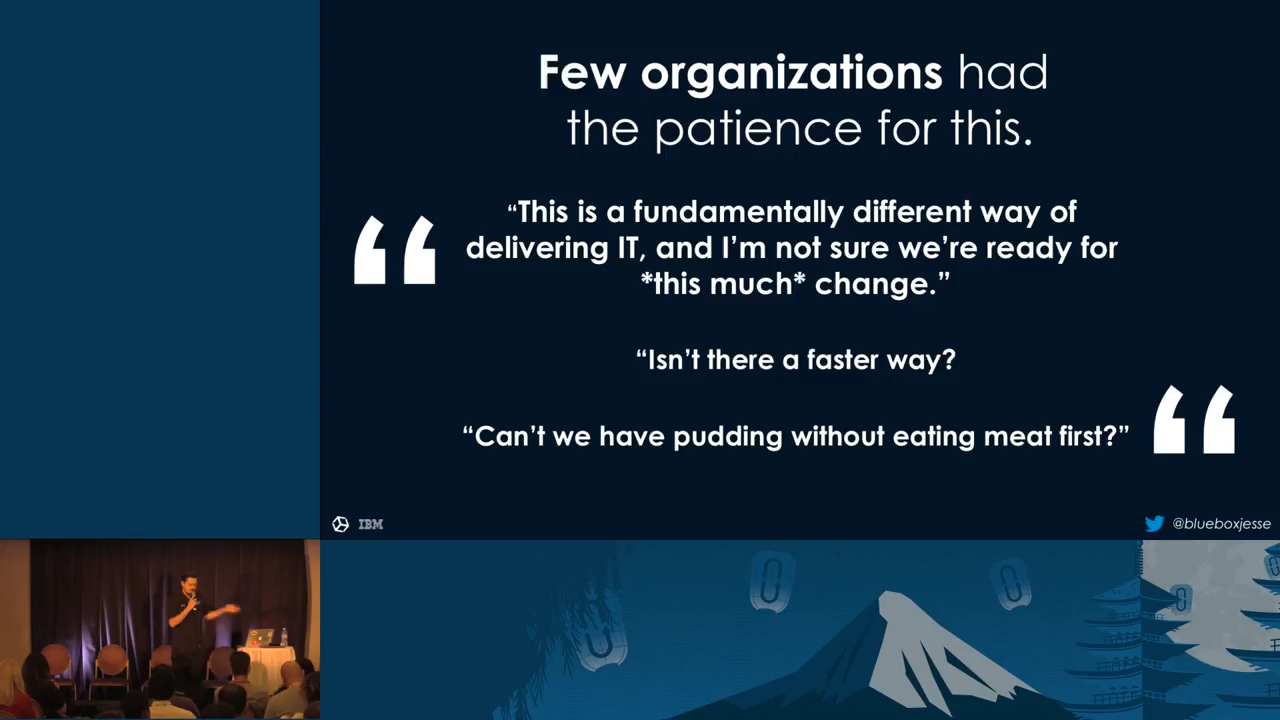 Few organizations had
the patience for this.
“This is a fundamentally different way of
delivering IT, and I’m not sure we’re ready for
*this much* change.”
“Isn’t there a faster way?
“Can’t we have pudding without eating meat first?”
IBM
@blueboxjesse